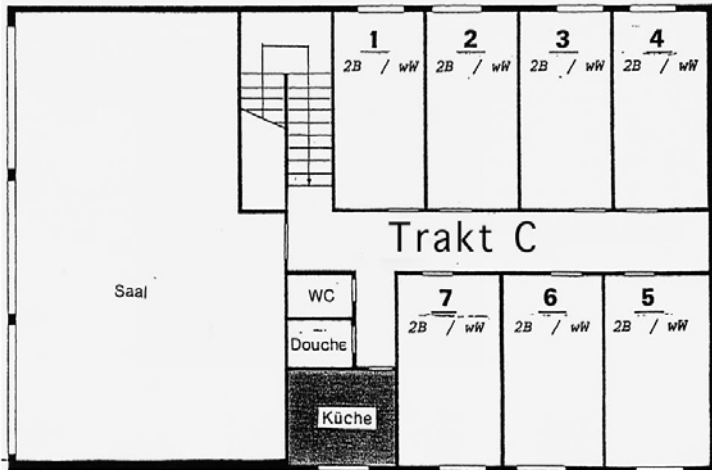 1 2 3 4
2B / wW 2B / wW 2B / wW 2B / wW
Trakt C
Saal
WC
7 6 5
2B / wW 2B / wW 2B / wW
Douche
Küche